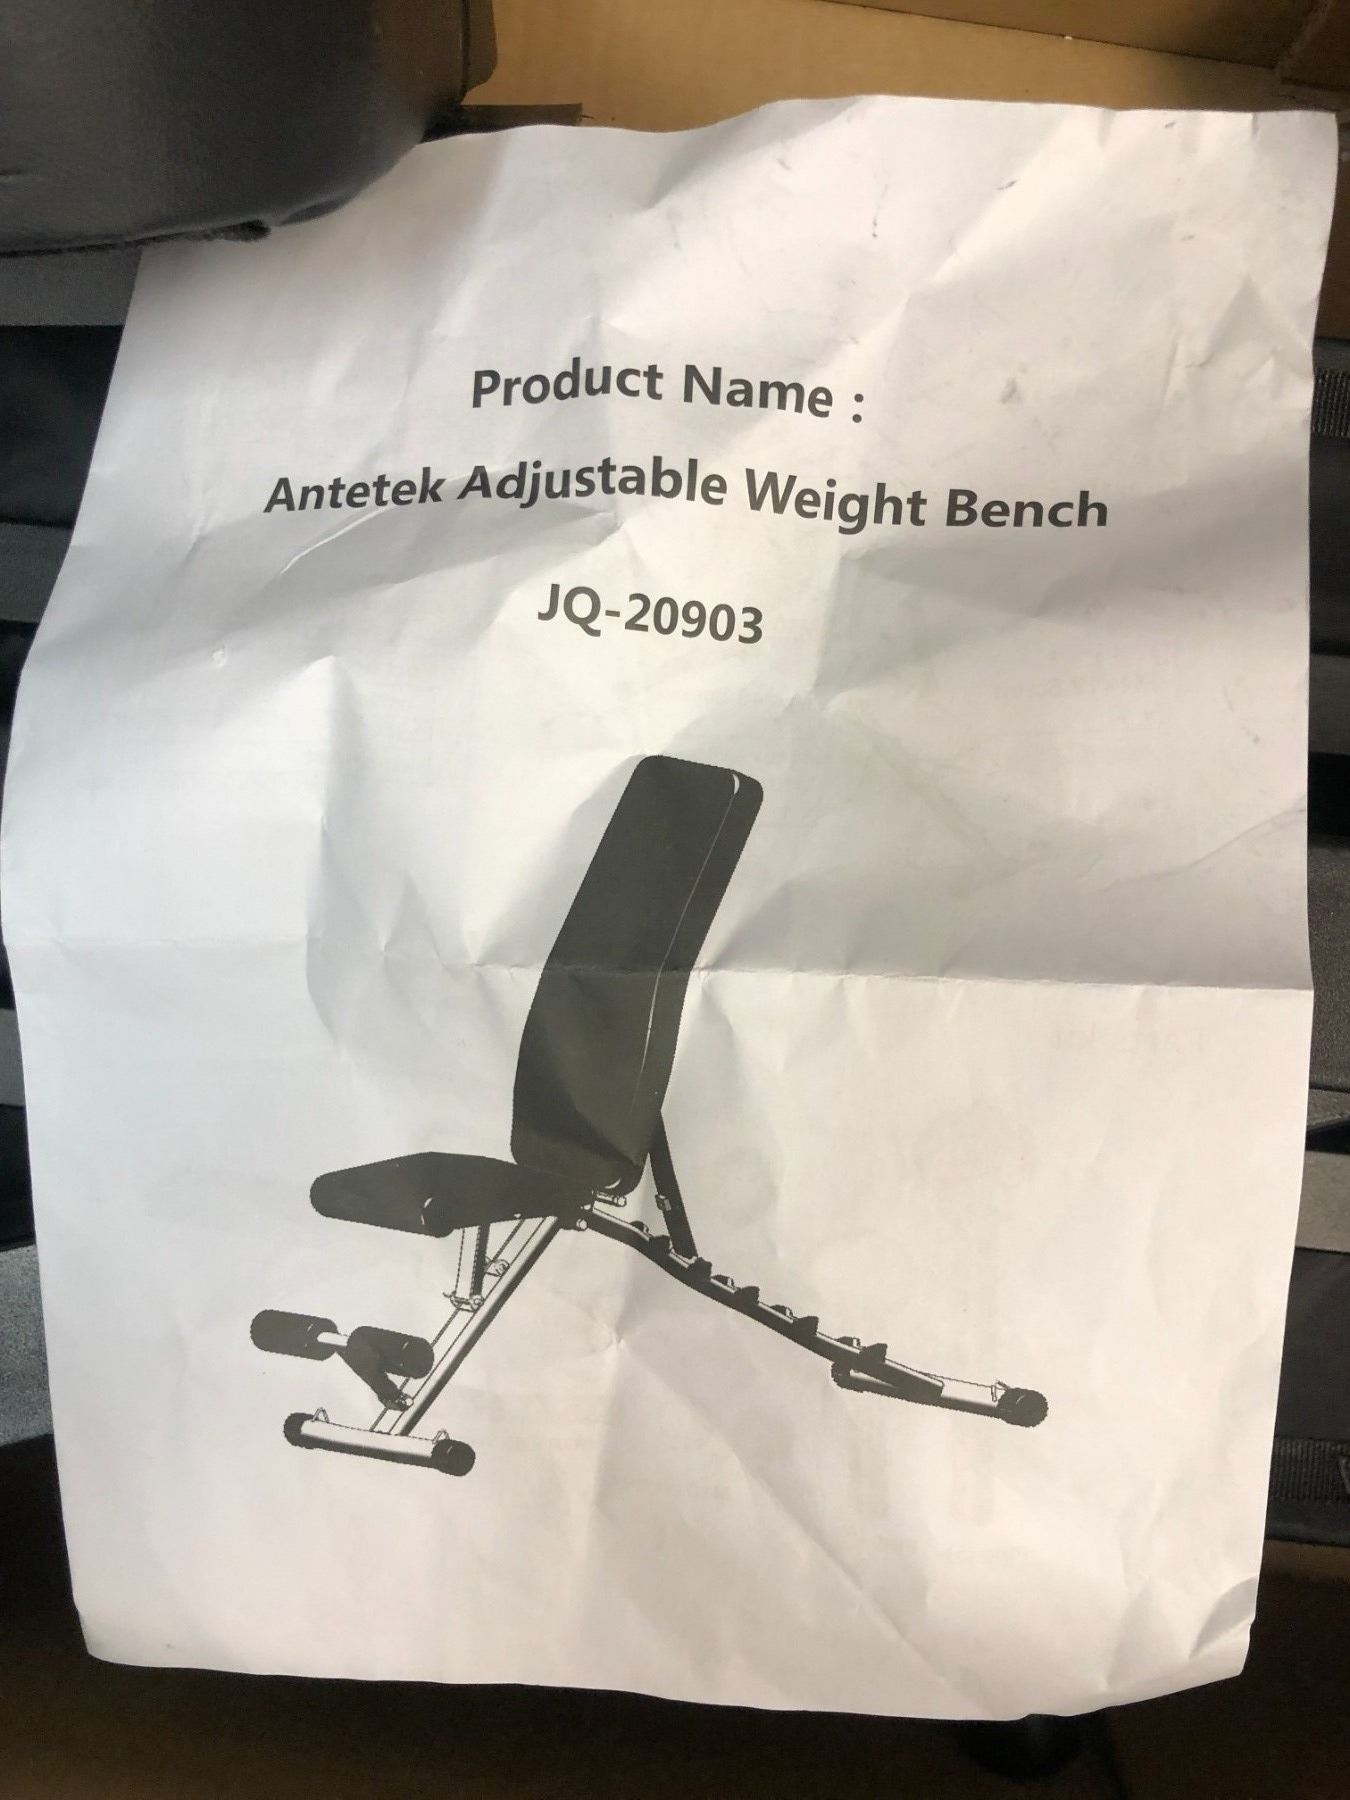 Product Name :
Antetek Adjustable Weight Bench
JQ-20903